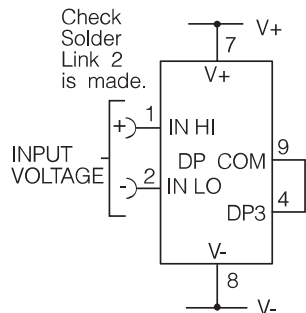 Check
Solder
Link 2
is made.
V+
7
V+
1
+
IN HI
INPUT
VOLTAGE
DP COM
9
-
2
IN LO
4
DP3
V-
8
V-